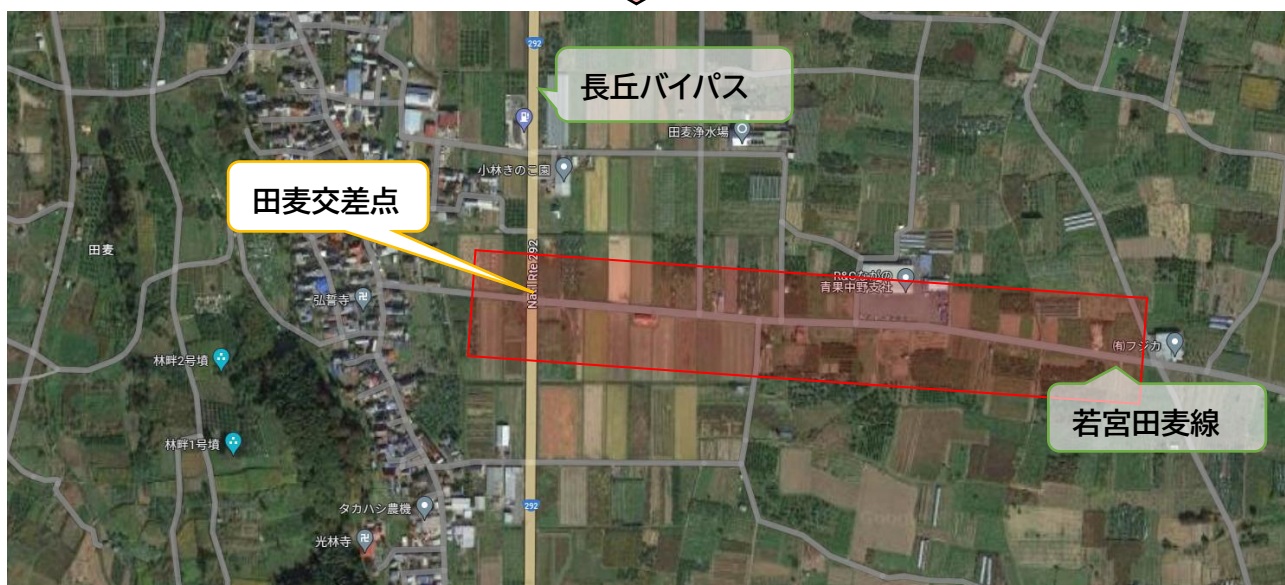 292
長丘バイパス
田麦浄水場
小林きのこ園
田麦交差点
Nat'l Rte 292
田麦
R&Cながの
青果中野支社
弘誓寺
林畔2号墳
㈲フジカ
若宮田麦線
林畔1号墳
タカハシ農機
292
光林寺